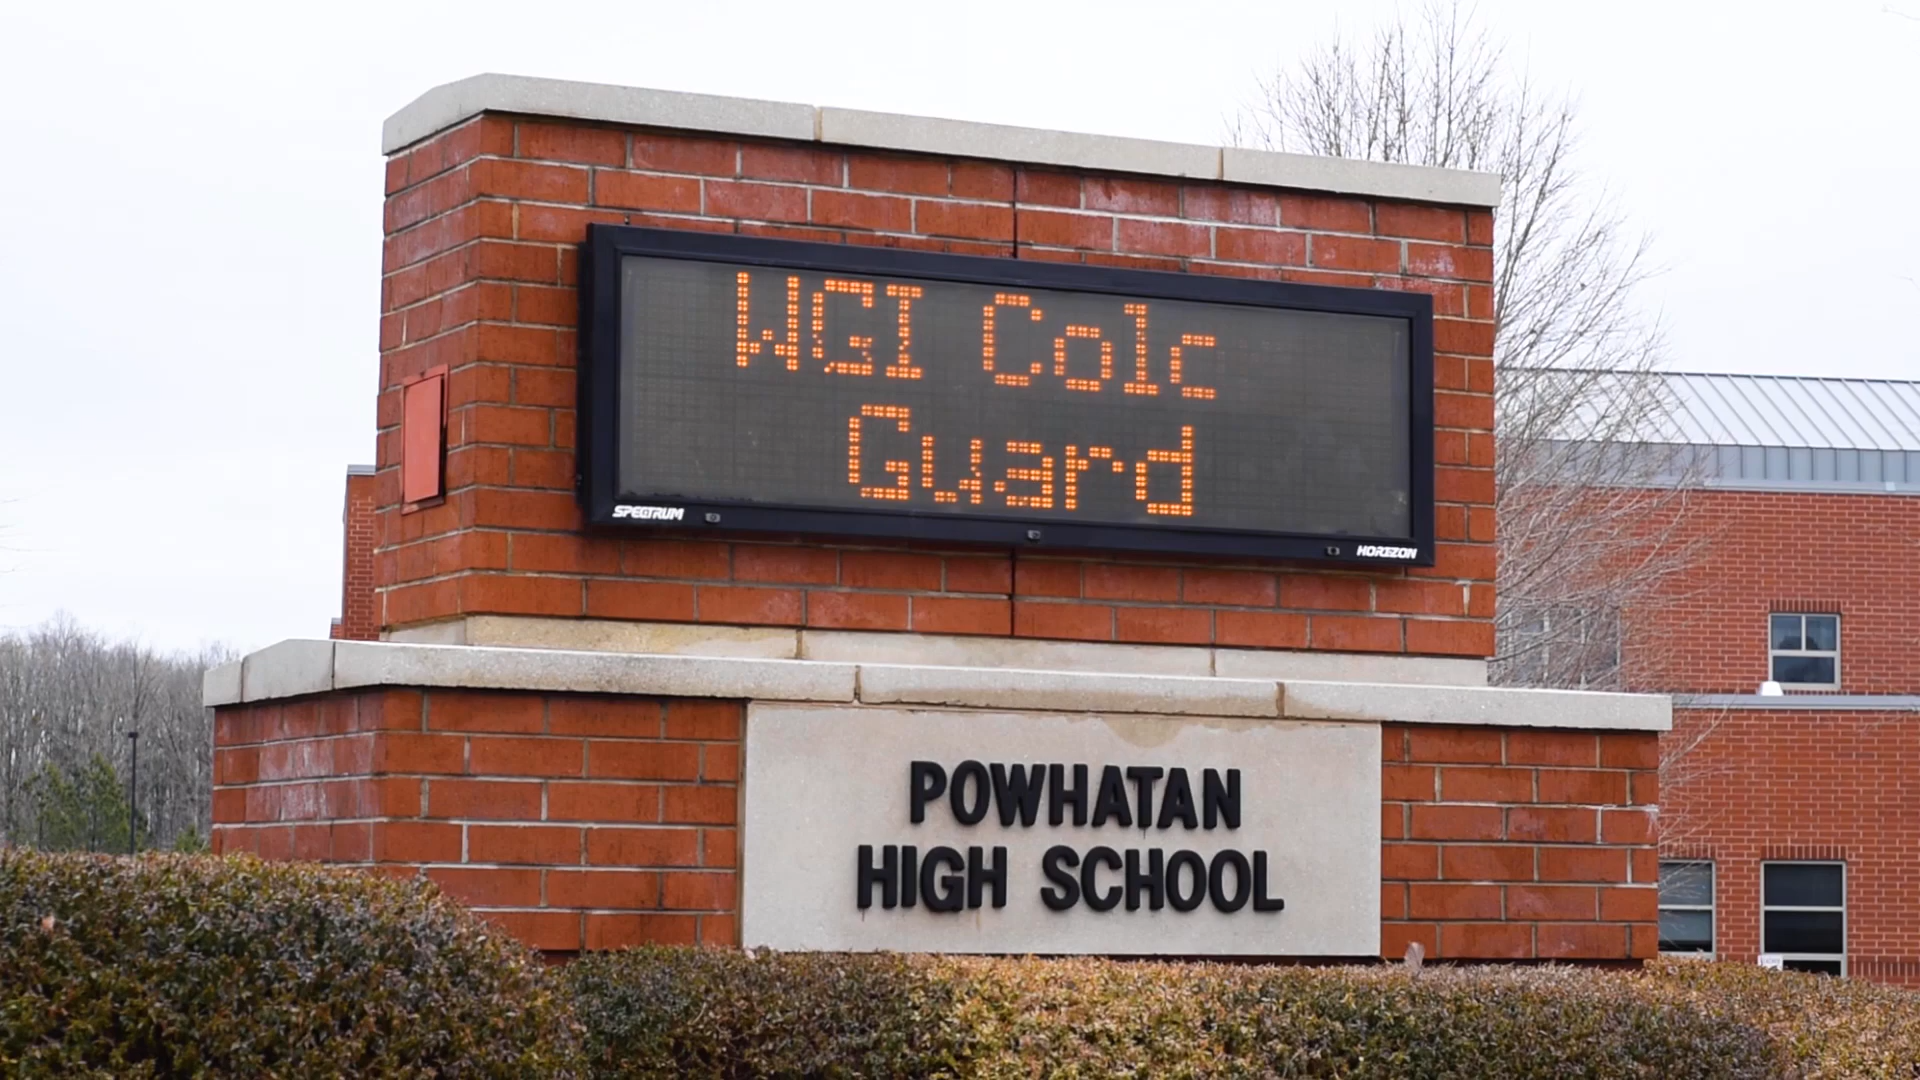 WGI Colc
Guard
SPECTRUM
HORIZON
POWHATAN
HIGH SCHOOL